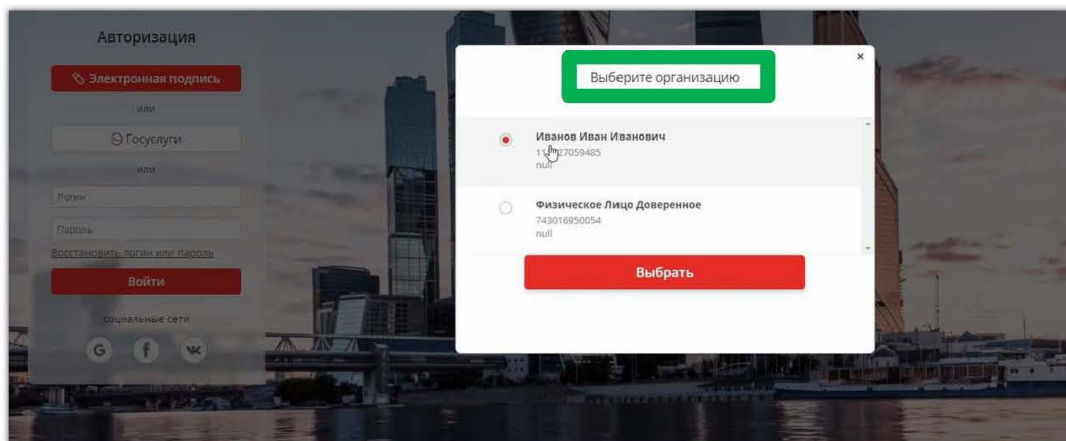 Авторизация
Электронная подпись
или
Госуслуги
или
Логин
Пароль
Восстановить логин или пароль
Войти
социальные сети
G f
Выберите организацию
×
Иванов Иван Иванович
null
Физическое Лицо Доверенное
743016950054
null
Выбрать